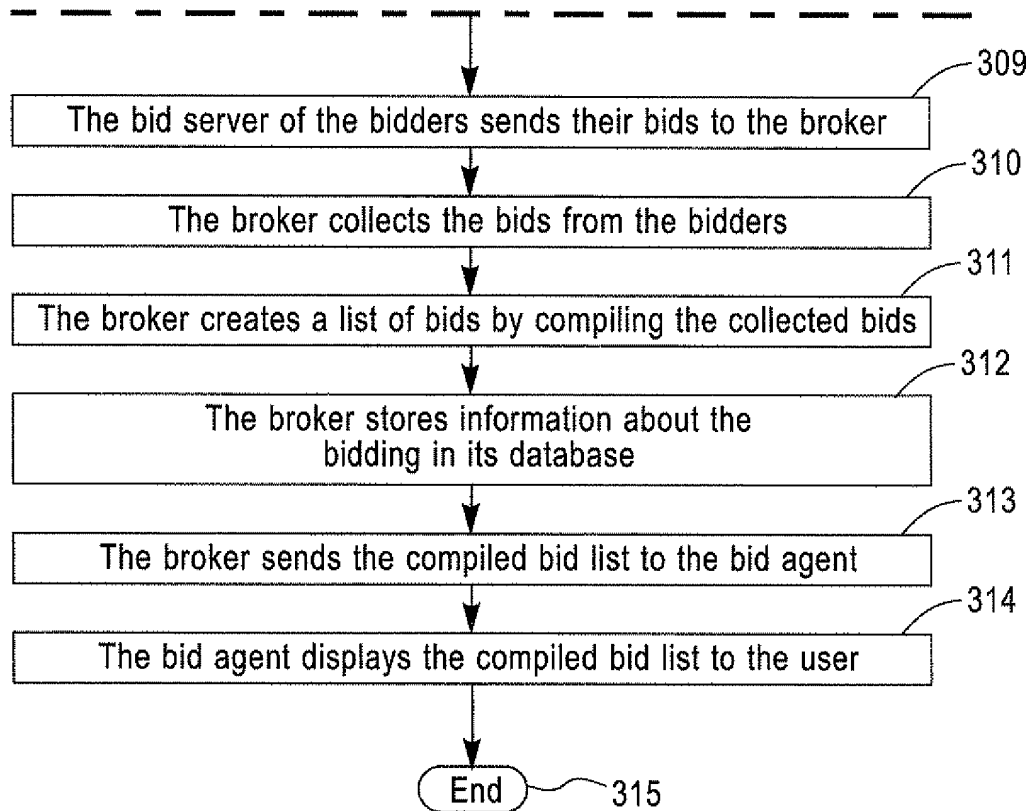 309
The bid server of the bidders sends their bids to the broker
310
The broker collects the bids from the bidders
311
The broker creates a list of bids by compiling the collected bids
312
The broker stores information about the
bidding in its database
313
The broker sends the compiled bid list to the bid agent
314
The bid agent displays the compiled bid list to the user
End
315